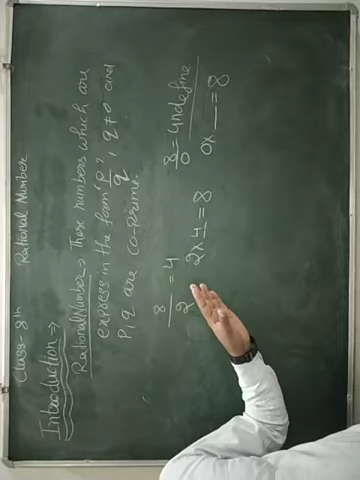 Class - 8th Rational Number
Introduction →
Rational Number → Those numbers which are
express in the form 'p/q', q ≠ 0 and
P, q are co-prime.
8/2 = 4
2 x 4 = 8
8/0 = undefine
0 x __ = 8